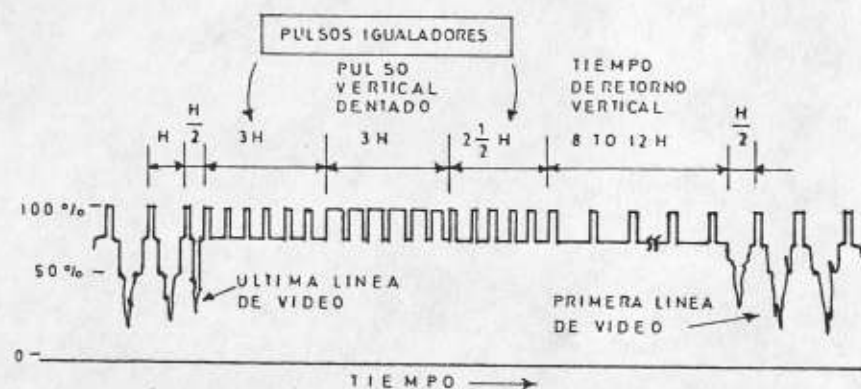 PULSOS IGUALADORES
PULSO
VERTICAL
DENTADO
TIEMPO
DE RETORNO
VERTICAL
H
H/2
3H
3H
2 1/2 H
8 TO 12H
H/2
100%
50%
0
ULTIMA LINEA
DE VIDEO
PRIMERA LINEA
DE VIDEO
TIEMPO